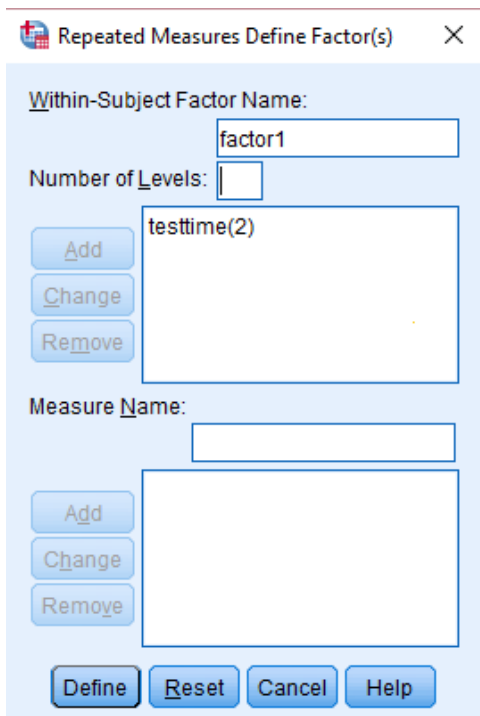 Repeated Measures Define Factor(s)
Within-Subject Factor Name:
factor1
Number of Levels:
testtime(2)
Add
Change
Remove
Measure Name:
Add
Change
Remove
Define Reset Cancel Help